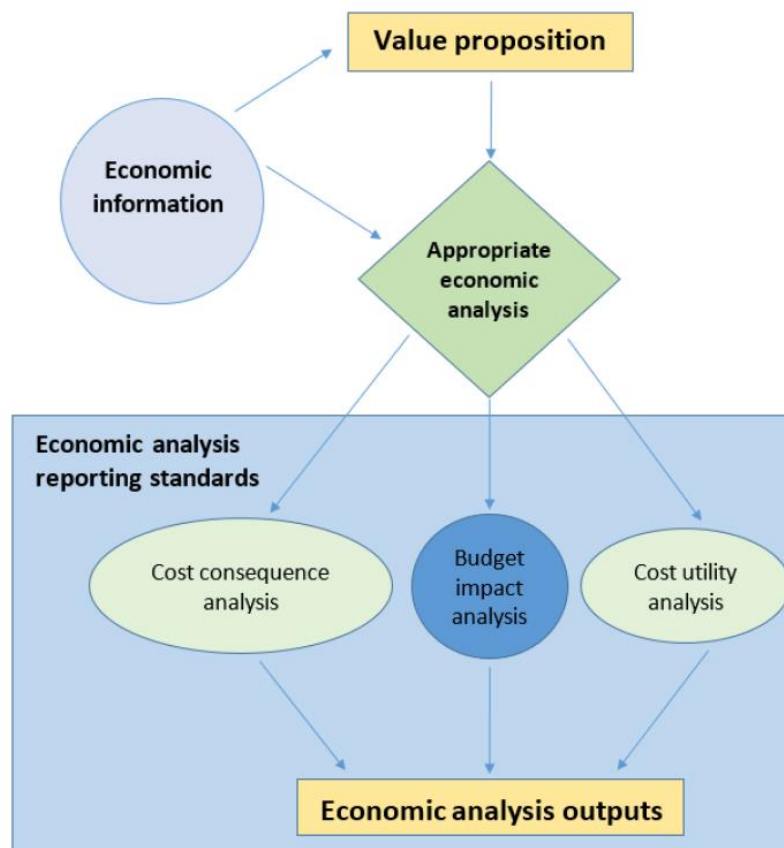 Value proposition
Economic
information
Appropriate
economic
analysis
Economic analysis
reporting standards
Cost consequence
analysis
Budget
impact
analysis
Cost utility
analysis
Economic analysis outputs